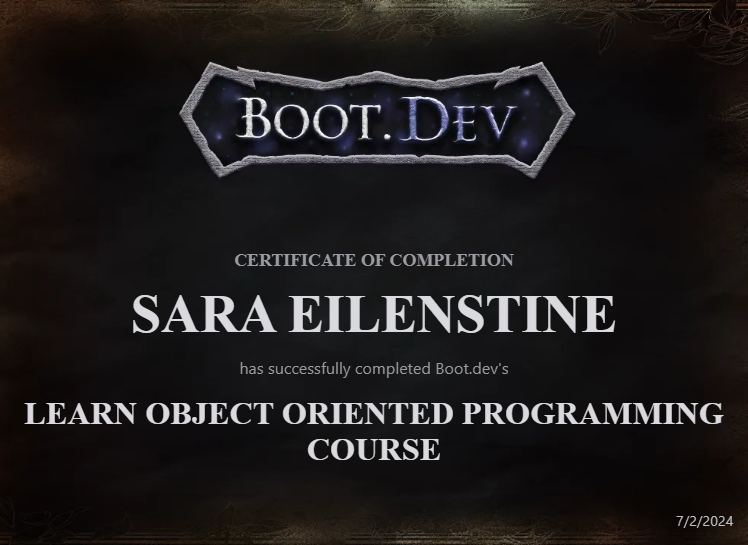 BOOT.DEV
CERTIFICATE OF COMPLETION
SARA EILENSTINE
has successfully completed Boot.dev's
LEARN OBJECT ORIENTED PROGRAMMING
COURSE
7/2/2024